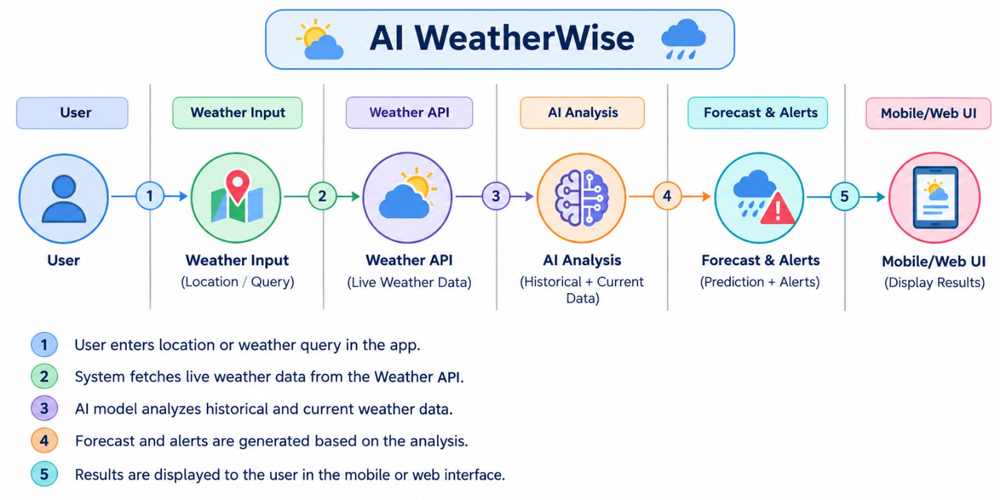 AI WeatherWise
User
Weather Input
Weather API
AI Analysis
Forecast & Alerts
Mobile/Web UI
1
2
3
4
5
User
Weather Input
(Location / Query)
Weather API
(Live Weather Data)
AI Analysis
(Historical + Current
Data)
Forecast & Alerts
(Prediction + Alerts)
Mobile/Web UI
(Display Results)
1 User enters location or weather query in the app.
2 System fetches live weather data from the Weather API.
3 AI model analyzes historical and current weather data.
4 Forecast and alerts are generated based on the analysis.
5 Results are displayed to the user in the mobile or web interface.